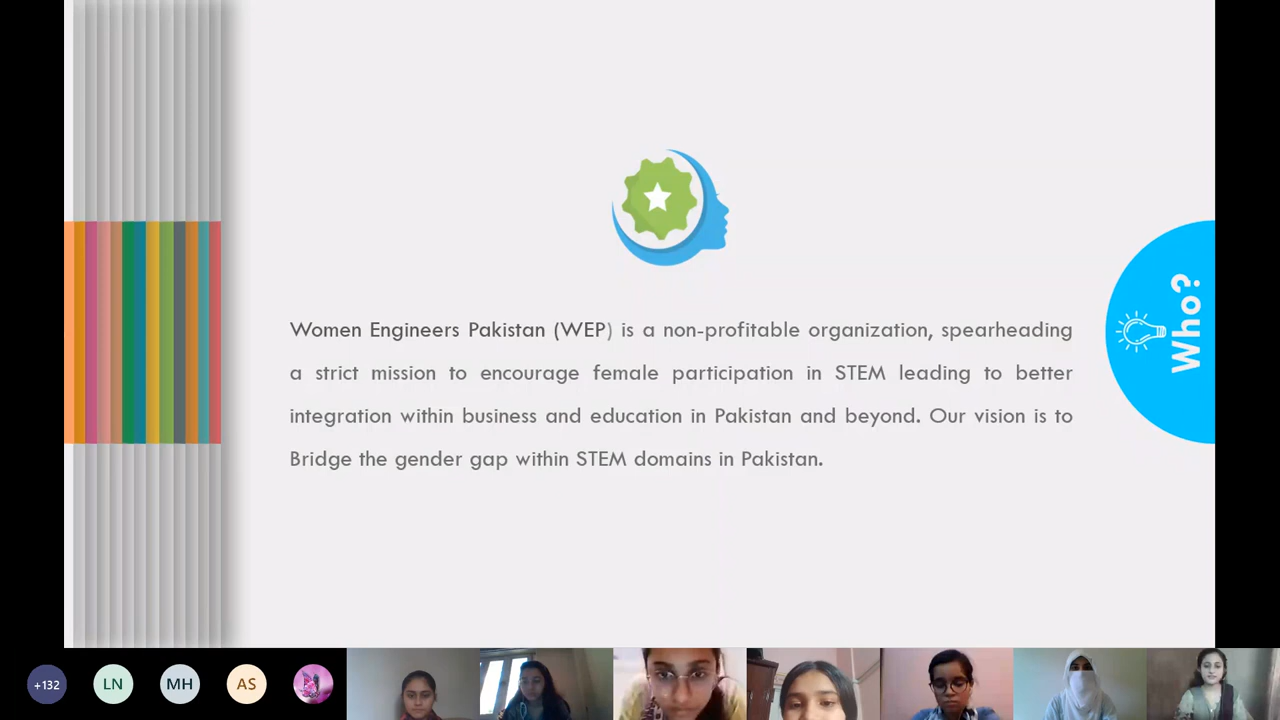 Women Engineers Pakistan (WEP) is a non-profitable organization, spearheading
a strict mission to encourage female participation in STEM leading to better
integration within business and education in Pakistan and beyond. Our vision is to
Bridge the gender gap within STEM domains in Pakistan.
Who?
+132
LN
MH
AS